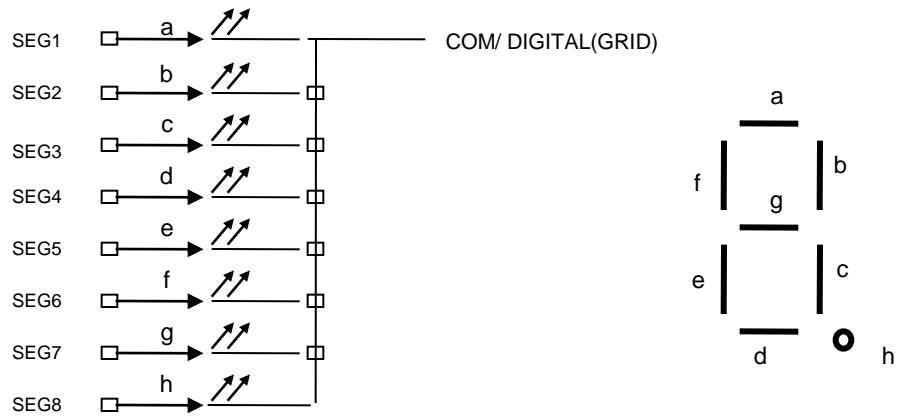 SEG1 a COM/ DIGITAL(GRID)
SEG2 b
SEG3 c
SEG4 d
SEG5 e
SEG6 f
SEG7 g
SEG8 h
a
f b
g
e c
d h